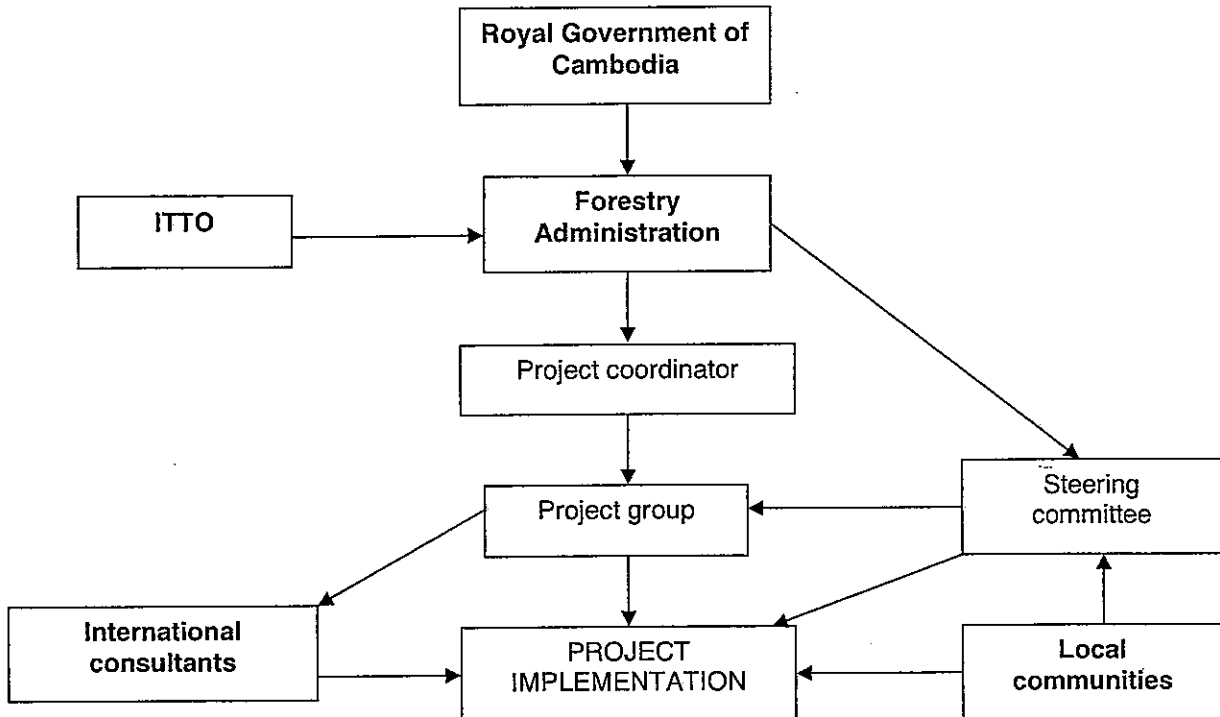 Royal Government of
Cambodia
ITTO
Forestry
Administration
Project coordinator
Project group
Steering
committee
International
consultants
PROJECT
IMPLEMENTATION
Local
communities